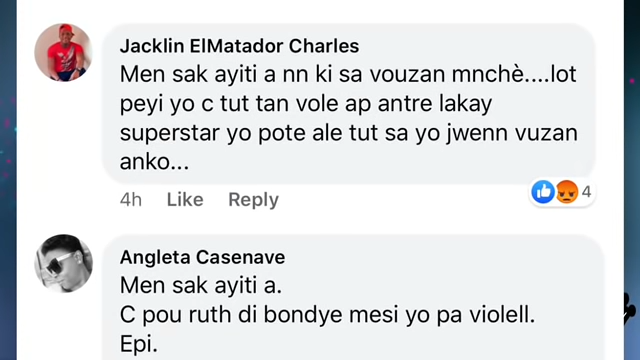 Jacklin ElMatador Charles
Men sak ayiti a nn ki sa vouzan mnchè....lot
peyi yo c tut tan vole ap antre lakay
superstar yo pote ale tut sa yo jwenn vuzan
anko...
4h Like Reply 4
Angleta Casenave
Men sak ayiti a.
C pou ruth di bondye mesi yo pa violell.
Epi.